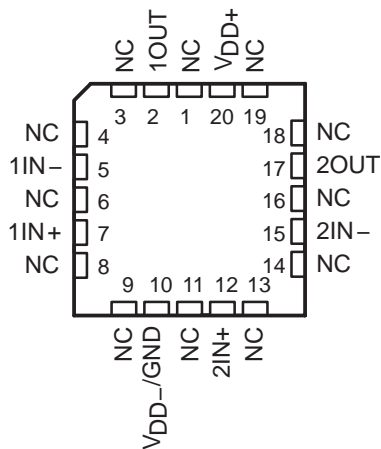 NC 1OUT NC VDD+ NC
3 2 1 20 19
NC 4 18 NC
1IN− 5 17 2OUT
NC 6 16 NC
1IN+ 7 15 2IN−
NC 8 14 NC
9 10 11 12 13
NC VDD−/GND NC 2IN+ NC